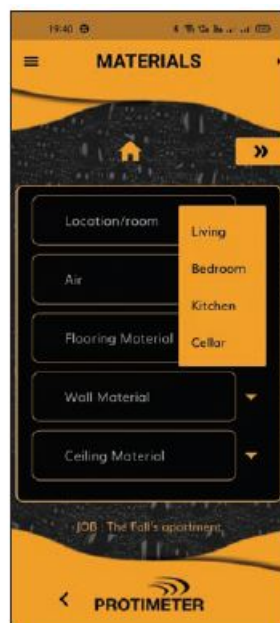 19:40
MATERIALS
Location/room
Living
Bedroom
Air
Kitchen
Flooring Material
Cellar
Wall Material
Ceiling Material
JOB : The Fall's apartment
PROTIMETER